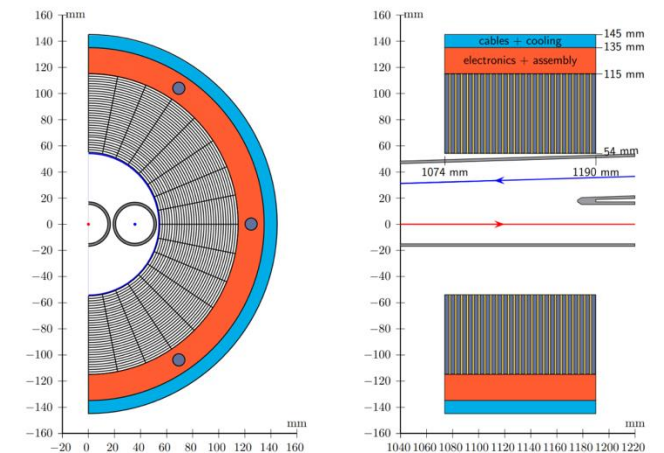 mm
160
140
120
100
80
60
40
20
0
−20
−40
−60
−80
−100
−120
−140
−160
−20 0 20 40 60 80 100 120 140 160
mm
mm
160
140
120
100
80
60
40
20
0
−20
−40
−60
−80
−100
−120
−140
−160
cables + cooling
electronics + assembly
145 mm
135 mm
115 mm
54 mm
1074 mm
1190 mm
1040 1060 1080 1100 1120 1140 1160 1180 1200 1220
mm